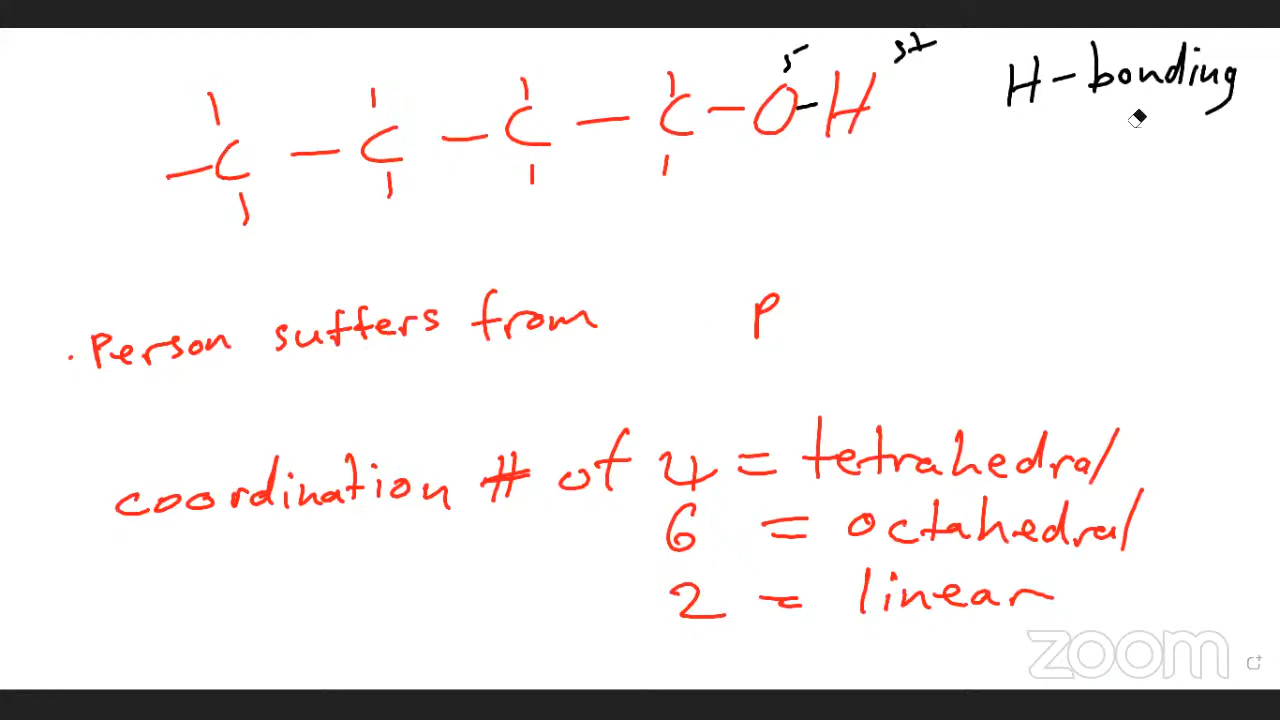 δ- δ+ H-bonding
C - C - C - C - O - H
. Person suffers from P
coordination # of 4 = tetrahedral
6 = octahedral
2 = linear
zoom